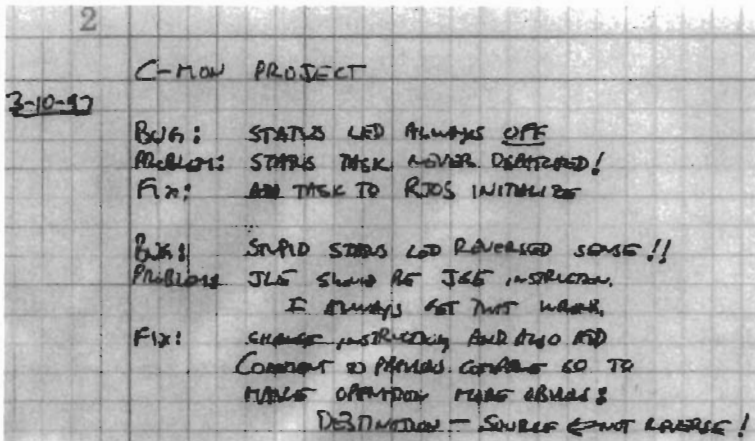 2
C-MON PROJECT
3-10-97
BUG: STATUS LED ALWAYS OFF
PROBLEM: STATUS TASK NEVER DISPATCHED!
FIX: ADD TASK TO RTOS INITIALIZE
BUG: STUPID STATUS LED REVERSED SENSE!!
PROBLEM: JLE SHOULD BE JGE INSTRUCTION.
I ALWAYS GET THAT WRONG.
FIX: CHANGE INSTRUCTION AND ALSO ADD
COMMENT TO PREVIOUS COMPARE SO TO
MAKE OPERATION MORE OBVIOUS:
DESTINATION - SOURCE NOT REVERSE!